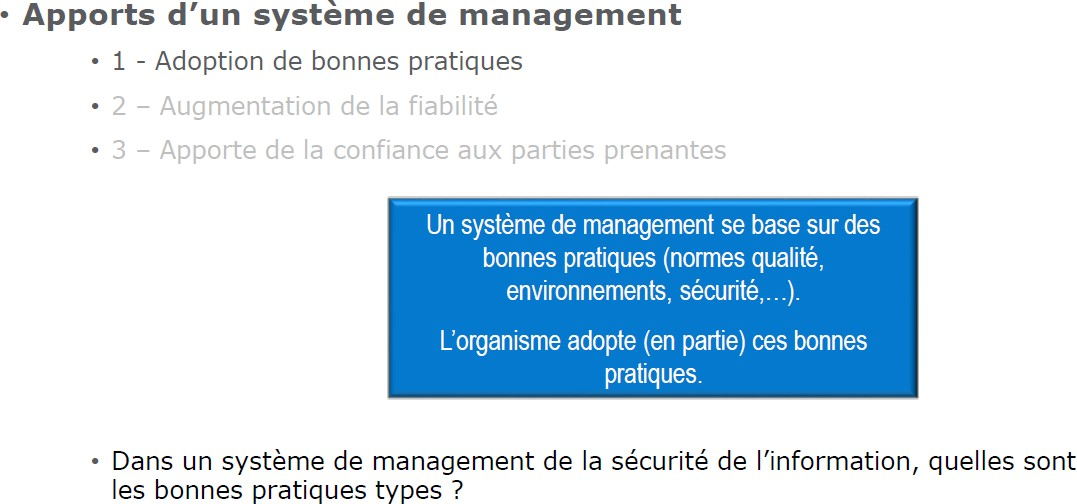 • Apports d’un système de management
• 1 - Adoption de bonnes pratiques
• 2 – Augmentation de la fiabilité
• 3 – Apporte de la confiance aux parties prenantes
Un système de management se base sur des
bonnes pratiques (normes qualité,
environnements, sécurité,…).
L’organisme adopte (en partie) ces bonnes
pratiques.
• Dans un système de management de la sécurité de l’information, quelles sont
les bonnes pratiques types ?